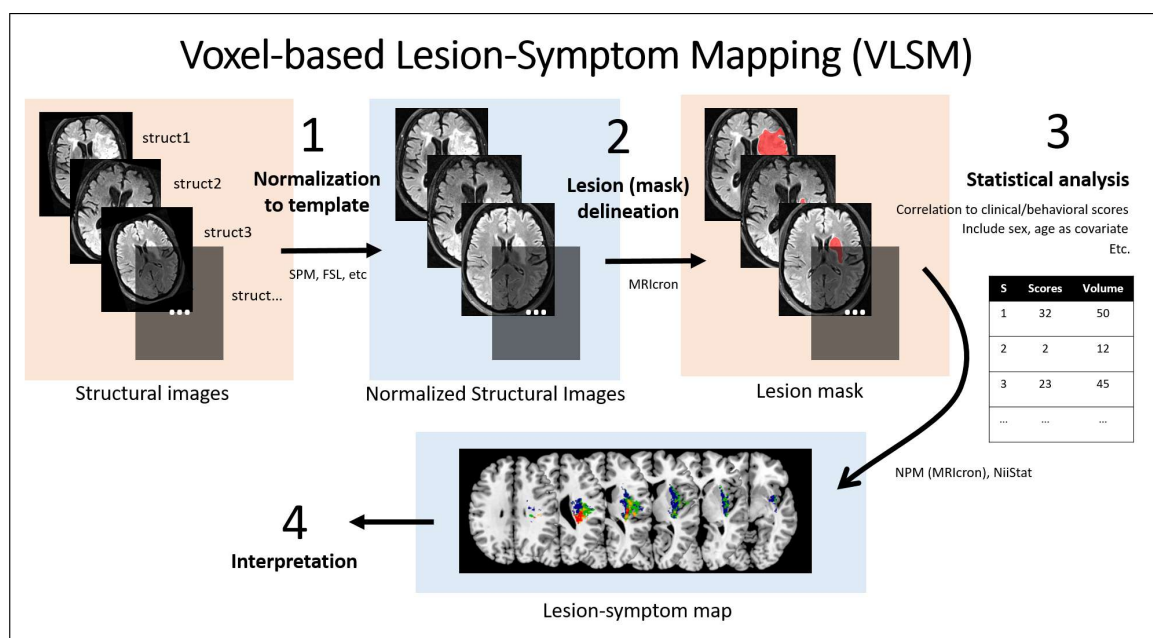 Voxel-based Lesion-Symptom Mapping (VLSM)
struct1
struct2
struct3
struct...
Structural images
1
Normalization
to template
SPM, FSL, etc
Normalized Structural Images
2
Lesion (mask)
delineation
MRIcron
Lesion mask
3
Statistical analysis
Correlation to clinical/behavioral scores
Include sex, age as covariate
Etc.
S Scores Volume
1 32 50
2 2 12
3 23 45
... ... ...
NPM (MRIcron), NiiStat
Lesion-symptom map
4
Interpretation